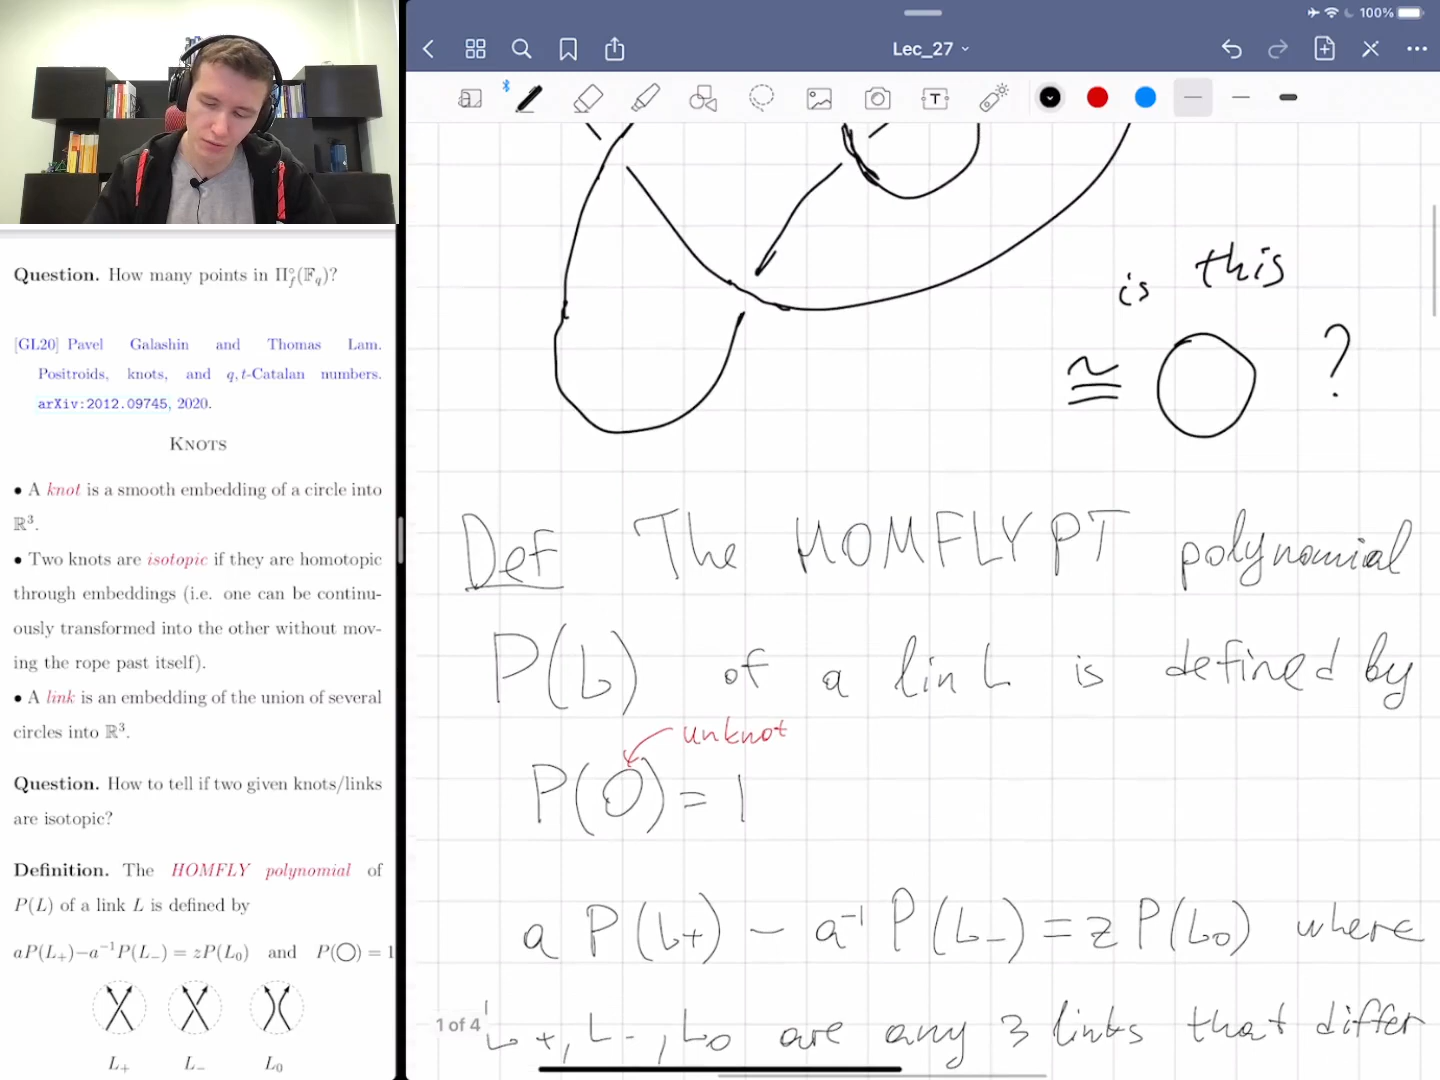 100%
Lec_27
Question. How many points in Π°f(𝔽q)?
[GL20] Pavel Galashin and Thomas Lam.
Positroids, knots, and q,t-Catalan numbers.
arXiv:2012.09745, 2020.
KNOTS
• A knot is a smooth embedding of a circle into
ℝ³.
• Two knots are isotopic if they are homotopic
through embeddings (i.e. one can be continu-
ously transformed into the other without mov-
ing the rope past itself).
• A link is an embedding of the union of several
circles into ℝ³.
Question. How to tell if two given knots/links
are isotopic?
Definition. The HOMFLY polynomial of
P(L) of a link L is defined by
aP(L₊)−a⁻¹P(L₋) = zP(L₀) and P(◯) = 1
L₊ L₋ L₀
is this
≅ ◯ ?
Def The HOMFLYPT polynomial
P(L) of a lin L is defined by
unknot
P(O) = 1
a P(L+) − a⁻¹ P(L−) = z P(L₀) where
L+, L−, L₀ are any 3 links that differ
1 of 4